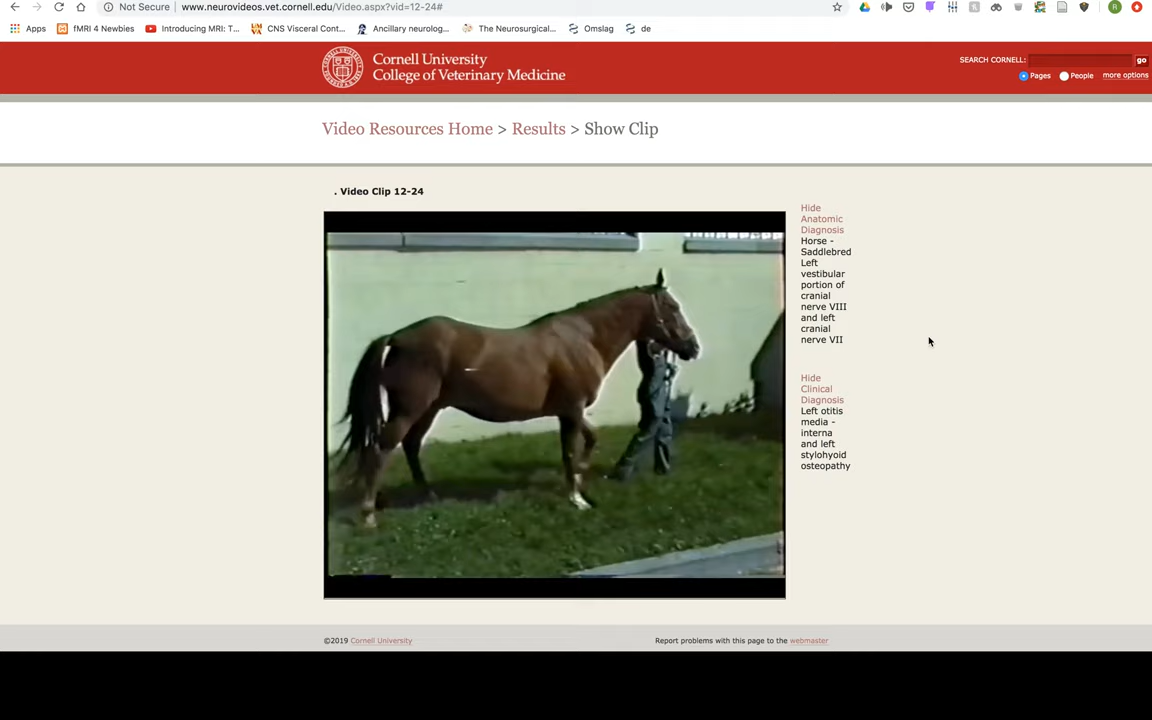 Not Secure www.neurovideos.vet.cornell.edu/Video.aspx?vid=12-24#
R
Apps fMRI 4 Newbies Introducing MRI: T... CNS Visceral Cont... Ancillary neurolog... The Neurosurgical... Omslag de
Cornell University
College of Veterinary Medicine
SEARCH CORNELL: go
Pages People more options
Video Resources Home > Results > Show Clip
. Video Clip 12-24
Hide
Anatomic
Diagnosis
Horse -
Saddlebred
Left
vestibular
portion of
cranial
nerve VIII
and left
cranial
nerve VII
Hide
Clinical
Diagnosis
Left otitis
media -
interna
and left
stylohyoid
osteopathy
©2019 Cornell University Report problems with this page to the webmaster